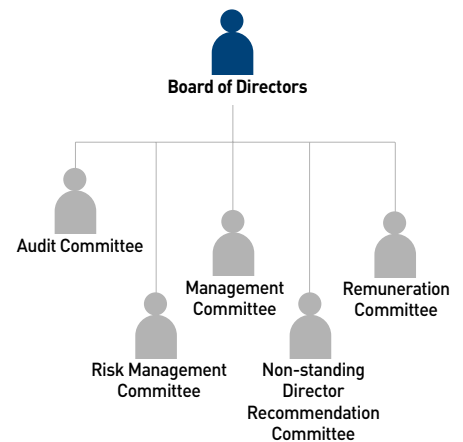 Board of Directors
Audit Committee
Management
Committee
Remuneration
Committee
Risk Management
Committee
Non-standing
Director
Recommendation
Committee